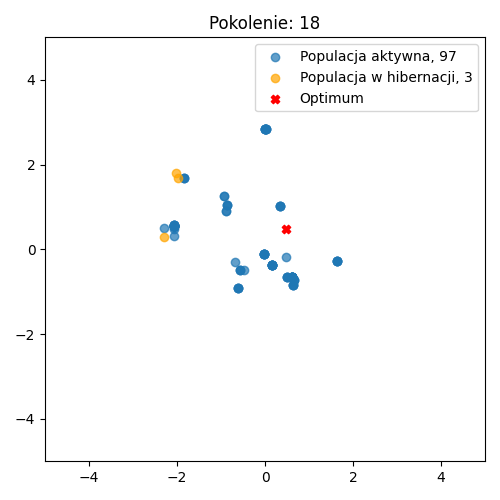 Pokolenie: 18
Populacja aktywna, 97
Populacja w hibernacji, 3
Optimum
4
2
0
−2
−4
−4
−2
0
2
4